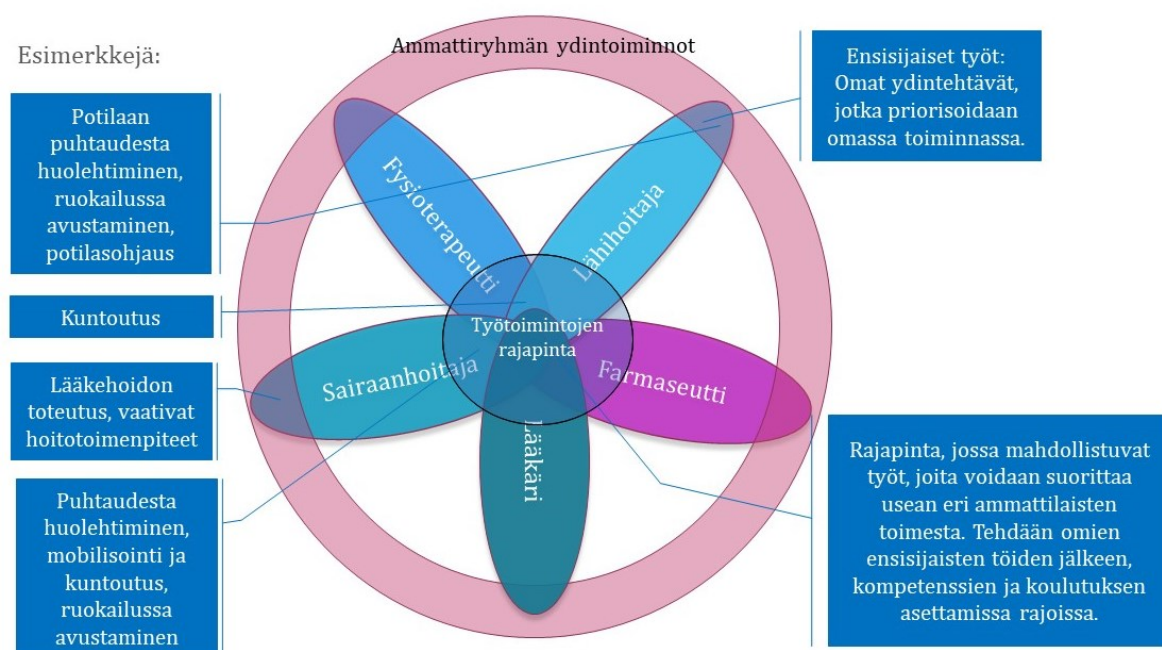 Esimerkkejä:
Ammattiryhmän ydintoiminnot
Potilaan
puhtaudesta
huolehtiminen,
ruokailussa
avustaminen,
potilasohjaus
Kuntoutus
Lääkehoidon
toteutus, vaativat
hoitotoimenpiteet
Puhtaudesta
huolehtiminen,
mobilisointi ja
kuntoutus,
ruokailussa
avustaminen
Fysioterapeutti
Lähihoitaja
Työtoimintojen
rajapinta
Sairaanhoitaja
Farmaseutti
Lääkäri
Ensisijaiset työt:
Omat ydintehtävät,
jotka priorisoidaan
omassa toiminnassa.
Rajapinta, jossa mahdollistuvat
työt, joita voidaan suorittaa
usean eri ammattilaisten
toimesta. Tehdään omien
ensisijaisten töiden jälkeen,
kompetenssien ja koulutuksen
asettamissa rajoissa.